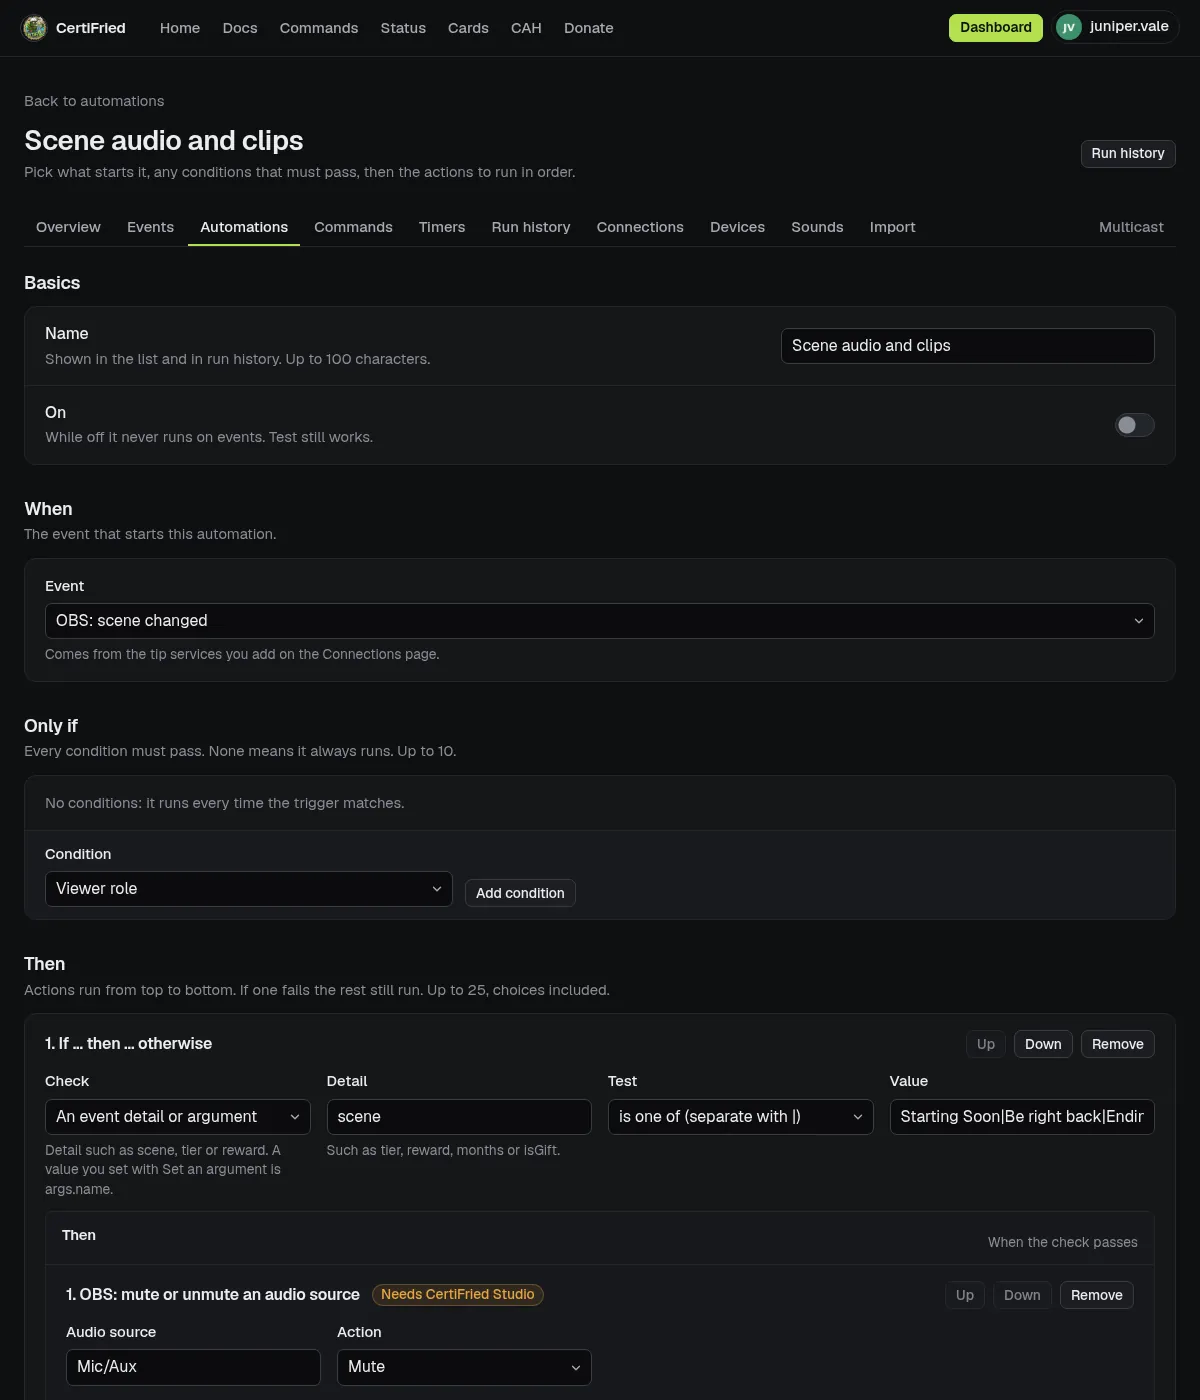 CertiFried
Home Docs Commands Status Cards CAH Donate
Dashboard
JV juniper.vale
Back to automations
Scene audio and clips
Pick what starts it, any conditions that must pass, then the actions to run in order.
Run history
Overview Events Automations Commands Timers Run history Connections Devices Sounds Import Multicast
Basics
Name
Shown in the list and in run history. Up to 100 characters.
Scene audio and clips
On
While off it never runs on events. Test still works.
When
The event that starts this automation.
Event
OBS: scene changed
Comes from the tip services you add on the Connections page.
Only if
Every condition must pass. None means it always runs. Up to 10.
No conditions: it runs every time the trigger matches.
Condition
Viewer role
Add condition
Then
Actions run from top to bottom. If one fails the rest still run. Up to 25, choices included.
1. If ... then ... otherwise
Up Down Remove
Check Detail Test Value
An event detail or argument scene is one of (separate with |) Starting Soon|Be right back|Endir
Detail such as scene, tier or reward. A
value you set with Set an argument is
args.name.
Such as tier, reward, months or isGift.
Then
When the check passes
1. OBS: mute or unmute an audio source Needs CertiFried Studio
Up Down Remove
Audio source Action
Mic/Aux Mute